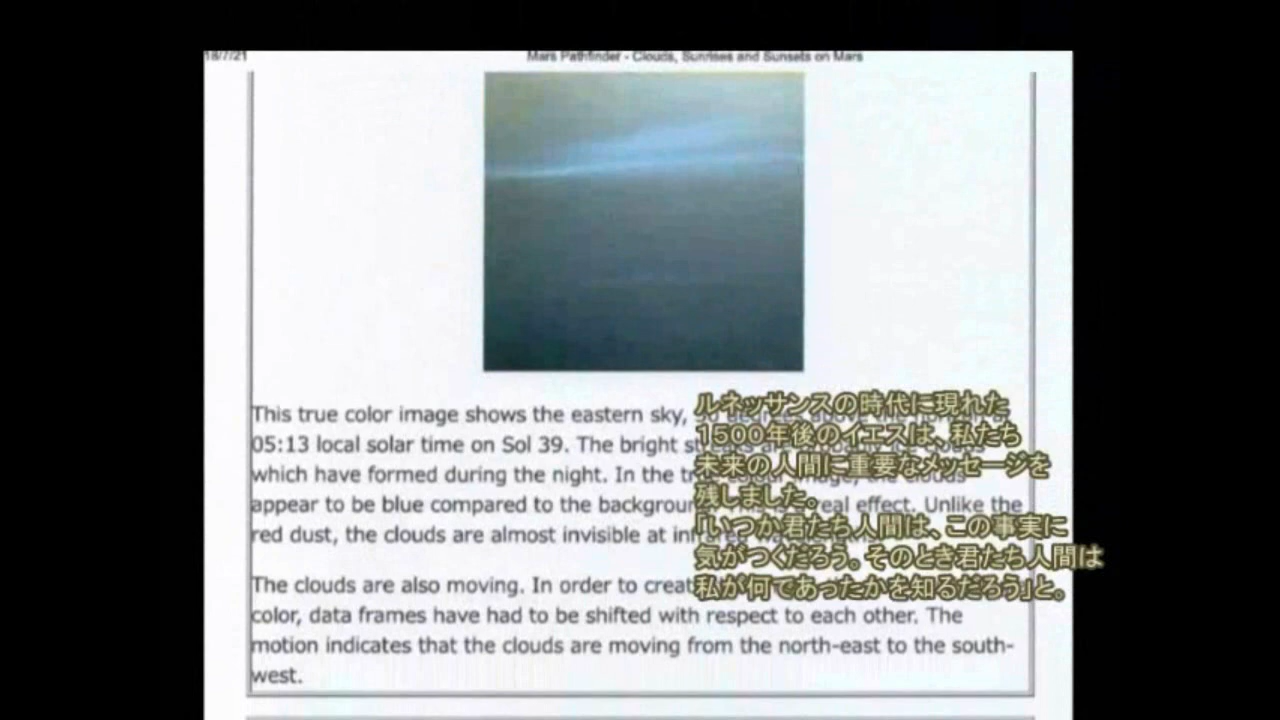 18/7/21
Mars Pathfinder - Clouds, Sunrises and Sunsets on Mars
This true color image shows the eastern sky,
05:13 local solar time on Sol 39. The bright
which have formed during the night. In the
appear to be blue compared to the real effect. Unlike the
red dust, the clouds are almost invisible at
The clouds are also moving. In order to
color, data frames have had to be shifted with respect to each other. The
motion indicates that the clouds are moving from the north-east to the south-
west.
ルネッサンスの時代に現れた
1500年後のイエスは、私たち
未来の人間に重要なメッセージを
残しました。
「いつか君たち人間は、この事実に
気がつくだろう。そのとき君たち人間は
私が何であったかを知るだろう」と。